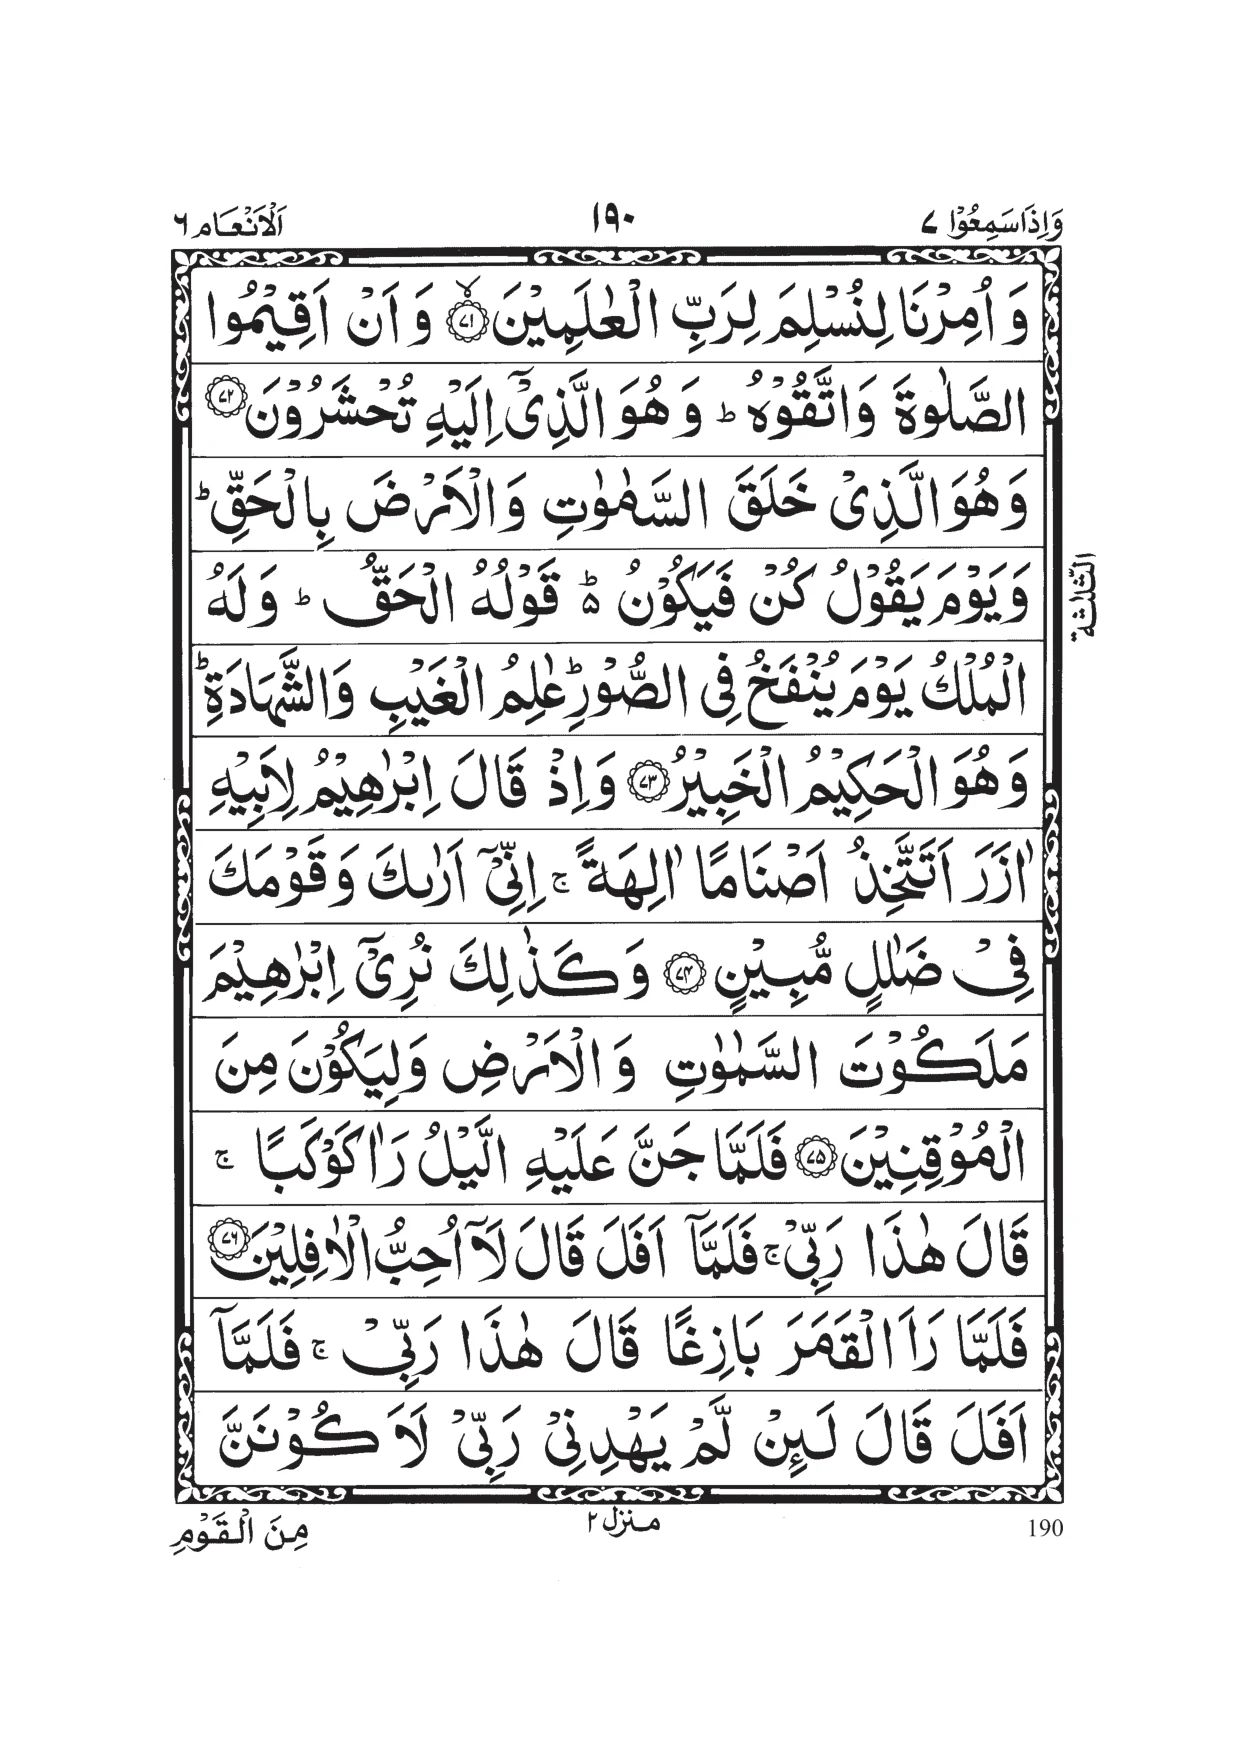 وَاِذَا سَمِعُوْا ٧ ١٩٠ اَلْاَنْعَام ٦
وَ اُمِرْنَا لِنُسْلِمَ لِرَبِّ الْعٰلَمِيْنَ ۙ﴿٧١﴾ وَ اَنْ اَقِيْمُوا
الصَّلٰوةَ وَاتَّقُوْهُ ؕ وَ هُوَ الَّذِيْۤ اِلَيْهِ تُحْشَرُوْنَ ﴿٧٢﴾
وَ هُوَ الَّذِيْ خَلَقَ السَّمٰوٰتِ وَ الْاَرْضَ بِالْحَقِّ ؕ
وَ يَوْمَ يَقُوْلُ كُنْ فَيَكُوْنُ ۬ؕ قَوْلُهُ الْحَقُّ ؕ وَ لَهُ
الْمُلْكُ يَوْمَ يُنْفَخُ فِي الصُّوْرِ ؕ عٰلِمُ الْغَيْبِ وَ الشَّهَادَةِ ؕ
وَ هُوَ الْحَكِيْمُ الْخَبِيْرُ ﴿٧٣﴾ وَ اِذْ قَالَ اِبْرٰهِيْمُ لِاَبِيْهِ
اٰزَرَ اَتَتَّخِذُ اَصْنَامًا اٰلِهَةً ۚ اِنِّيْۤ اَرٰىكَ وَ قَوْمَكَ
فِيْ ضَلٰلٍ مُّبِيْنٍ ﴿٧٤﴾ وَ كَذٰلِكَ نُرِيْۤ اِبْرٰهِيْمَ
مَلَكُوْتَ السَّمٰوٰتِ وَ الْاَرْضِ وَ لِيَكُوْنَ مِنَ
الْمُوْقِنِيْنَ ﴿٧٥﴾ فَلَمَّا جَنَّ عَلَيْهِ الَّيْلُ رَاٰ كَوْكَبًا ۚ
قَالَ هٰذَا رَبِّيْ ۚ فَلَمَّاۤ اَفَلَ قَالَ لَاۤ اُحِبُّ الْاٰفِلِيْنَ ﴿٧٦﴾
فَلَمَّا رَاَ الْقَمَرَ بَازِغًا قَالَ هٰذَا رَبِّيْ ۚ فَلَمَّاۤ
اَفَلَ قَالَ لَىِٕنْ لَّمْ يَهْدِنِيْ رَبِّيْ لَاَكُوْنَنَّ
الثلثة
مِنَ الْقَوْمِ منزل ٢ 190